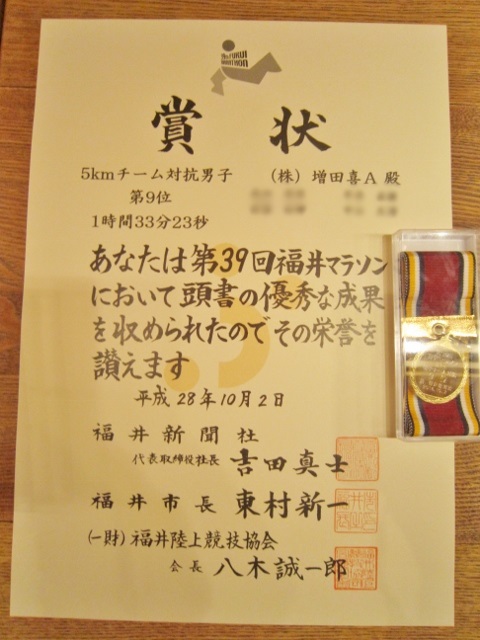 FUKUI
MARATHON
賞状
5kmチーム対抗男子 (株)増田喜A殿
第9位
1時間33分23秒
あなたは第39回福井マラソン
において頭書の優秀な成果
を収められたのでその栄誉を
讃えます
平成28年10月2日
福井新聞社
代表取締役社長 吉田真士
福井市長 東村新一
(一財)福井陸上競技協会
会長 八木誠一郎